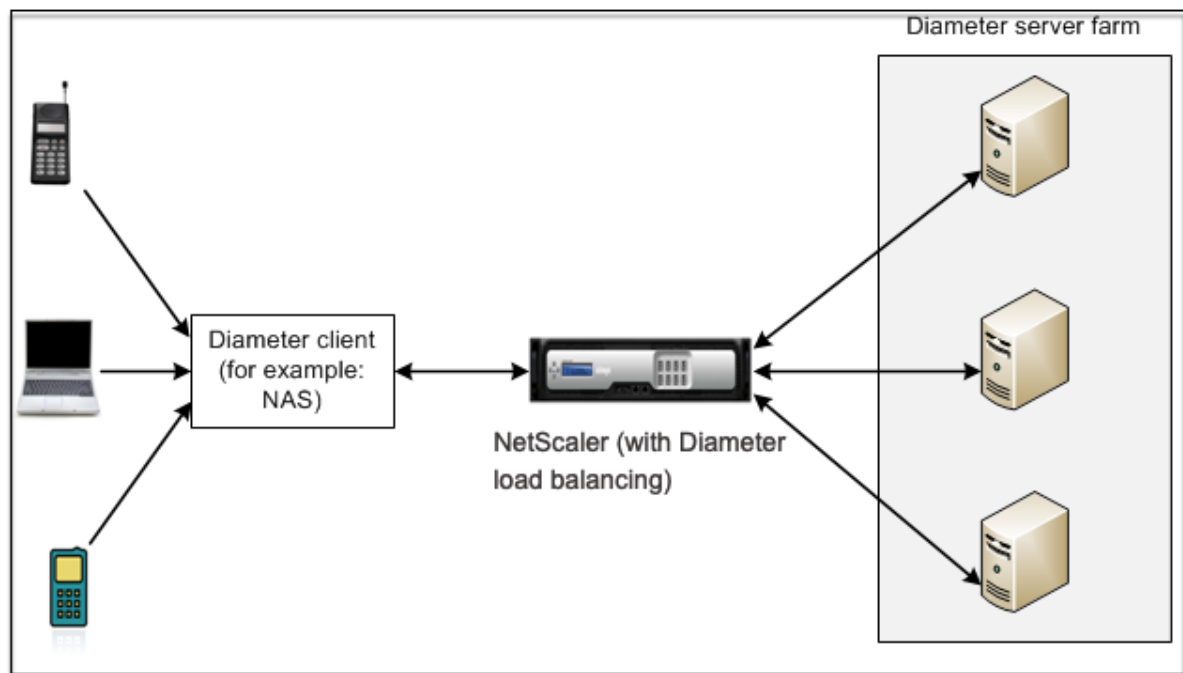 Diameter server farm
Diameter client
(for example:
NAS)
NetScaler (with Diameter
load balancing)